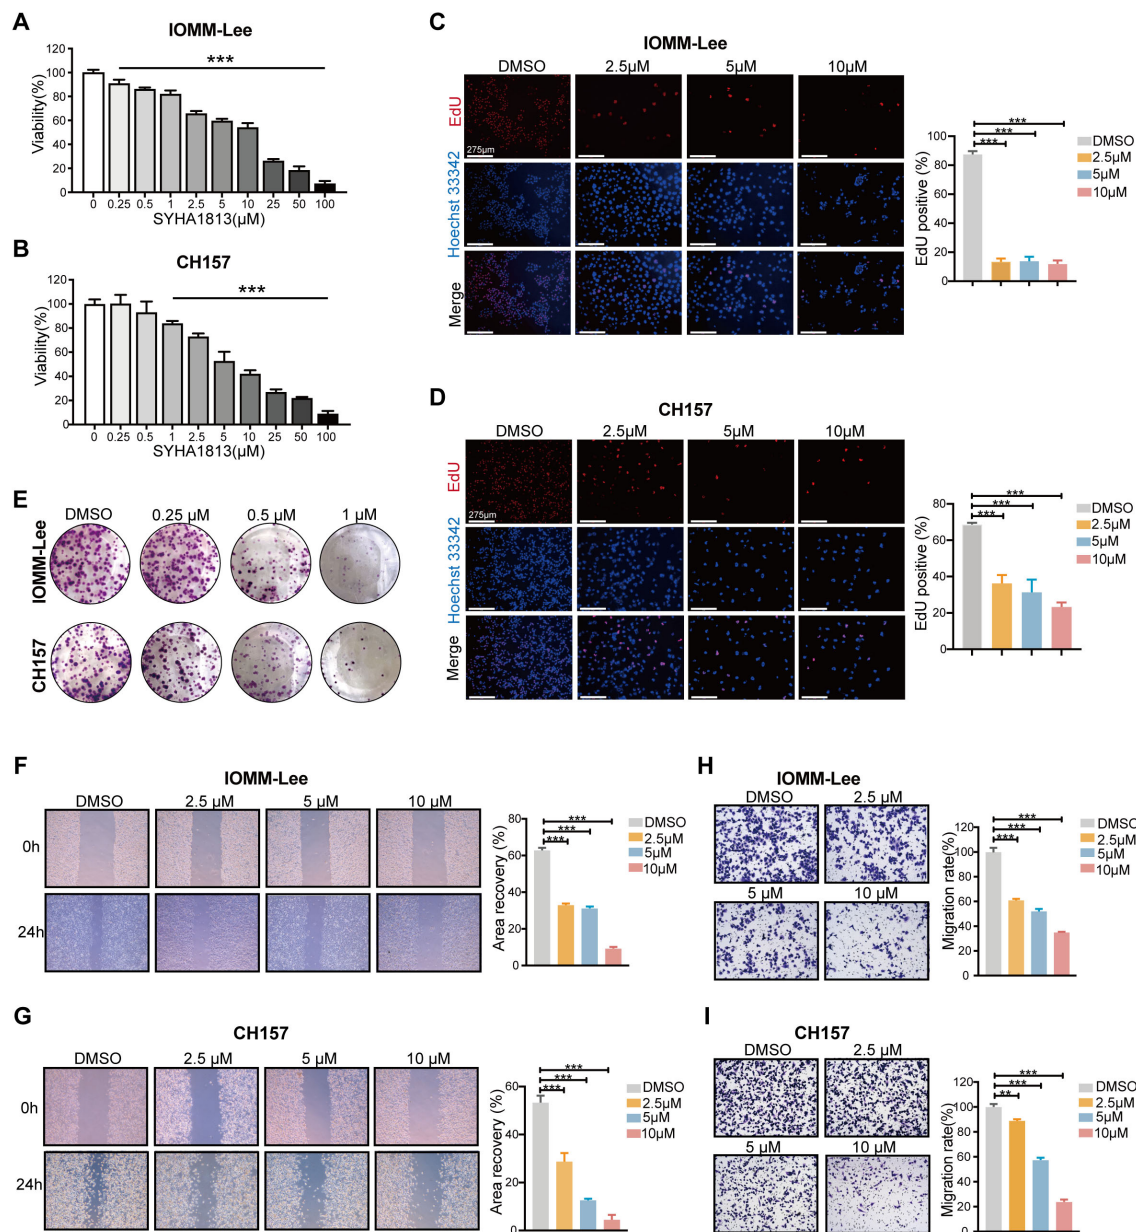 A
IOMM-Lee
Viability(%)
120
100
80
60
40
20
0
***
0 0.25 0.5 1 2.5 5 10 25 50 100
SYHA1813(μM)
B
CH157
Viability(%)
120
100
80
60
40
20
0
***
0 0.25 0.5 1 2.5 5 10 25 50 100
SYHA1813(μM)
C
IOMM-Lee
DMSO 2.5μM 5μM 10μM
EdU
275μm
Hoechst 33342
Merge
EdU positive (%)
100
80
60
40
20
0
***
***
***
DMSO
2.5μM
5μM
10μM
D
CH157
DMSO 2.5μM 5μM 10μM
EdU
275μm
Hoechst 33342
Merge
EdU positive (%)
80
60
40
20
0
***
***
***
DMSO
2.5μM
5μM
10μM
E
DMSO 0.25 μM 0.5 μM 1 μM
IOMM-Lee
CH157
F
IOMM-Lee
DMSO 2.5 μM 5 μM 10 μM
0h
24h
Area recovery (%)
80
60
40
20
0
***
***
***
DMSO
2.5μM
5μM
10μM
G
CH157
DMSO 2.5 μM 5 μM 10 μM
0h
24h
Area recovery (%)
60
40
20
0
***
***
***
DMSO
2.5μM
5μM
10μM
H
IOMM-Lee
DMSO 2.5 μM
5 μM 10 μM
Migration rate(%)
120
100
80
60
40
20
0
***
***
***
DMSO
2.5μM
5μM
10μM
I
CH157
DMSO 2.5 μM
5 μM 10 μM
Migration rate(%)
120
100
80
60
40
20
0
***
***
**
DMSO
2.5μM
5μM
10μM